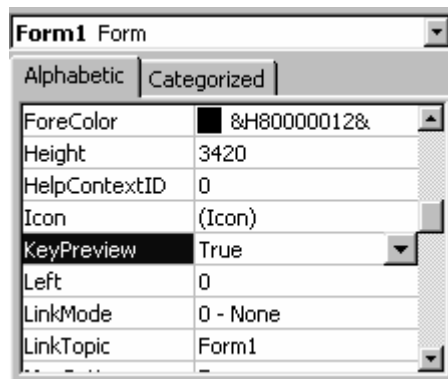 Form1 Form
Alphabetic Categorized
ForeColor &H80000012&
Height 3420
HelpContextID 0
Icon (Icon)
KeyPreview True
Left 0
LinkMode 0 - None
LinkTopic Form1